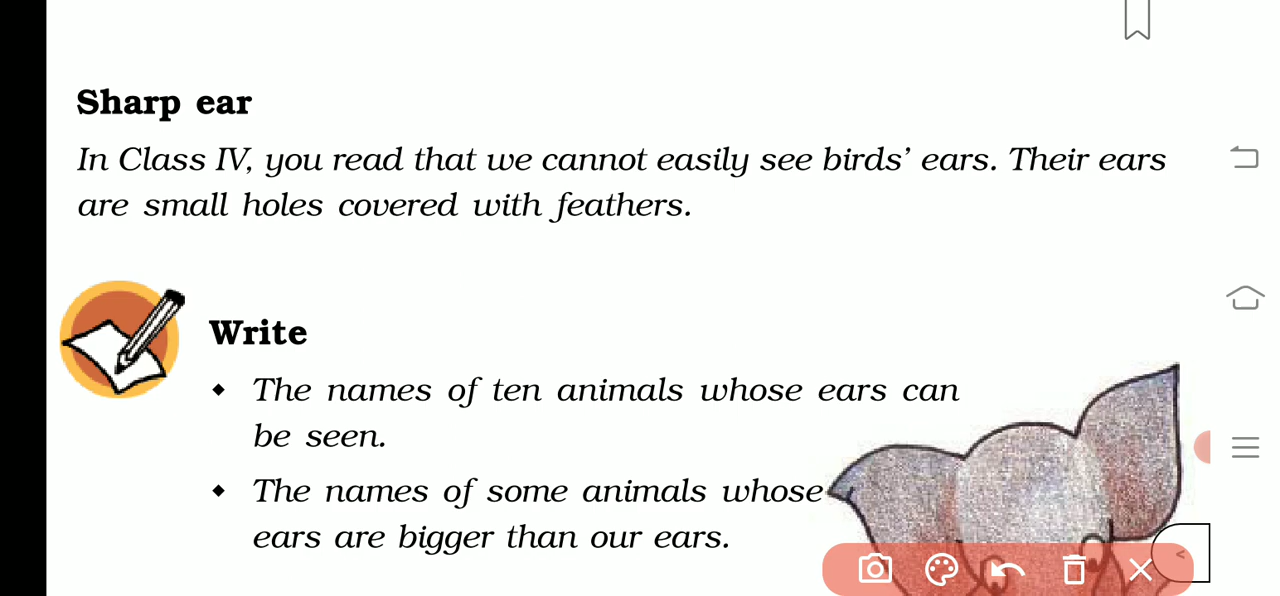 Sharp ear
In Class IV, you read that we cannot easily see birds’ ears. Their ears
are small holes covered with feathers.
Write
◆ The names of ten animals whose ears can
be seen.
◆ The names of some animals whose
ears are bigger than our ears.